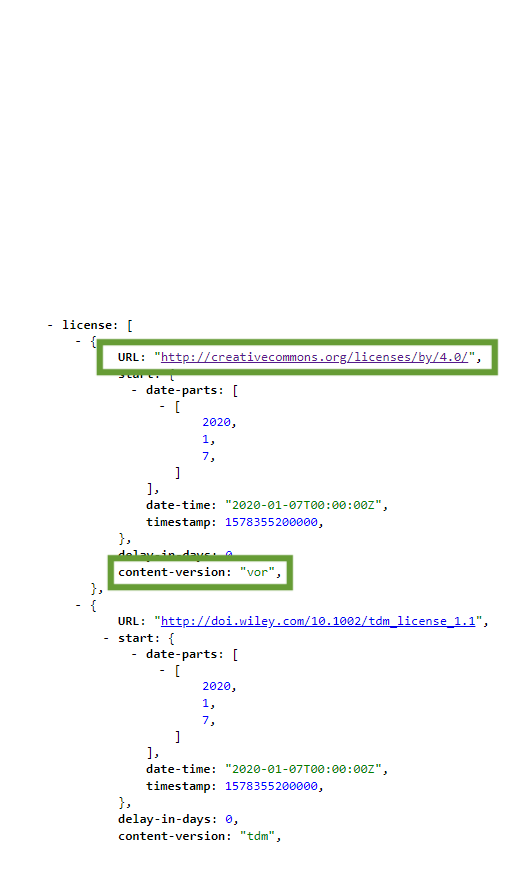 - license: [
- {
URL: "http://creativecommons.org/licenses/by/4.0/",
start: {
- date-parts: [
- [
2020,
1,
7,
]
],
date-time: "2020-01-07T00:00:00Z",
timestamp: 1578355200000,
},
delay-in-days: 0,
content-version: "vor",
},
- {
URL: "http://doi.wiley.com/10.1002/tdm_license_1.1",
- start: {
- date-parts: [
- [
2020,
1,
7,
]
],
date-time: "2020-01-07T00:00:00Z",
timestamp: 1578355200000,
},
delay-in-days: 0,
content-version: "tdm",